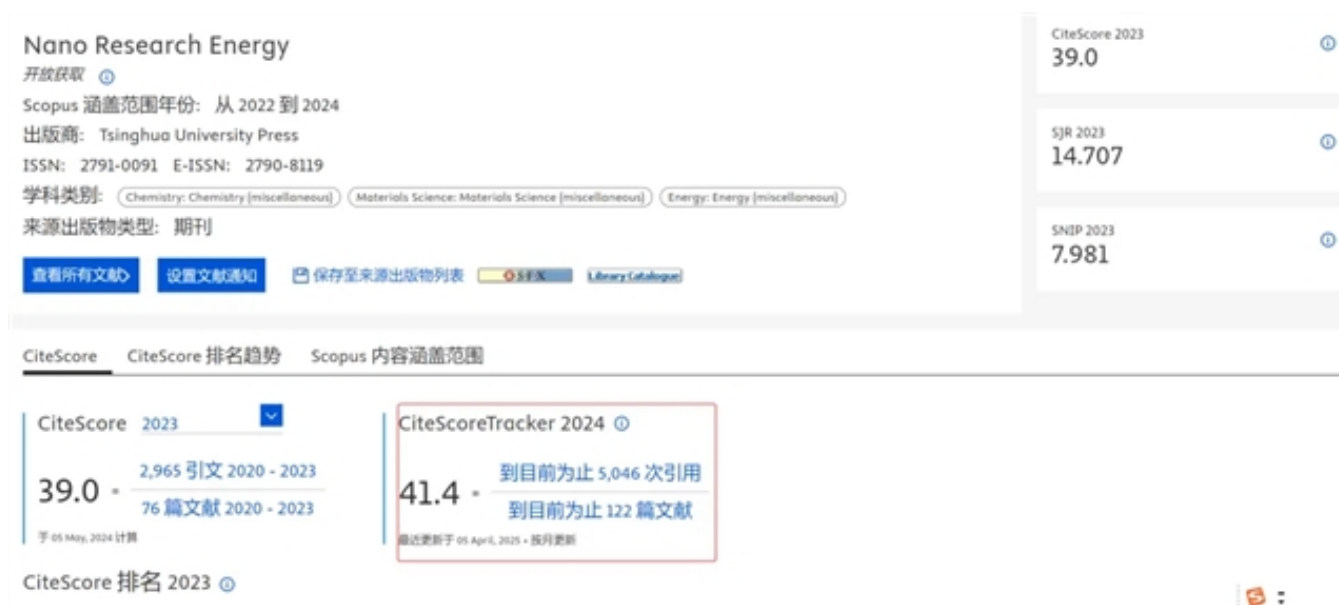 Nano Research Energy
开放获取
Scopus 涵盖范围年份: 从 2022 到 2024
出版商: Tsinghua University Press
ISSN: 2791-0091 E-ISSN: 2790-8119
学科类别: Chemistry: Chemistry (miscellaneous) Materials Science: Materials Science (miscellaneous) Energy: Energy (miscellaneous)
来源出版物类型: 期刊
查看所有文献> 设置文献通知 保存至来源出版物列表 SFX Library Catalogue
CiteScore 2023
39.0
SJR 2023
14.707
SNIP 2023
7.981
CiteScore CiteScore 排名趋势 Scopus 内容涵盖范围
CiteScore 2023
39.0 =
2,965 引文 2020 - 2023
76 篇文献 2020 - 2023
于 05 May, 2024 计算
CiteScoreTracker 2024
41.4 =
到目前为止 5,046 次引用
到目前为止 122 篇文献
最近更新于 05 April, 2025 • 按月更新
CiteScore 排名 2023